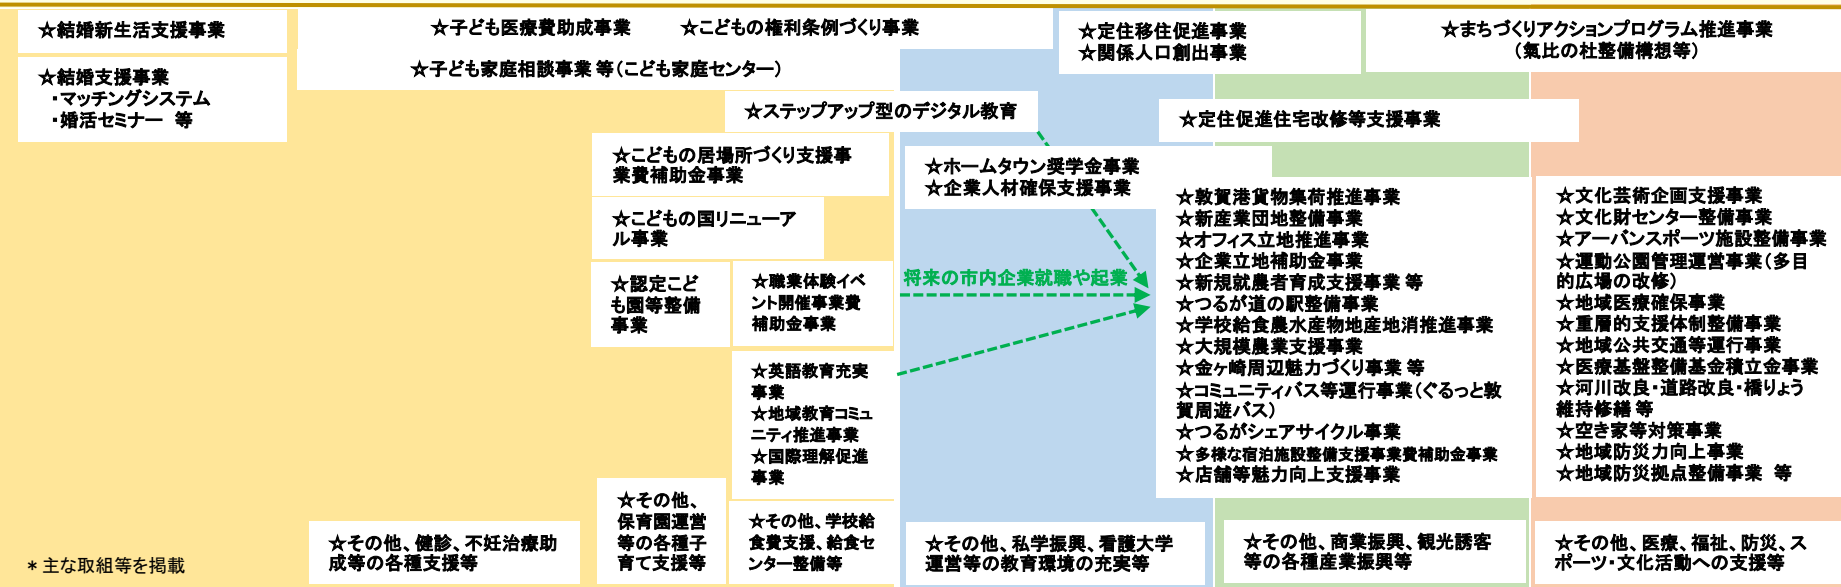 ☆結婚新生活支援事業
☆結婚支援事業
・マッチングシステム
・婚活セミナー 等
☆子ども医療費助成事業 ☆こどもの権利条例づくり事業
☆子ども家庭相談事業 等(こども家庭センター)
☆定住移住促進事業
☆関係人口創出事業
☆まちづくりアクションプログラム推進事業
(氣比の杜整備構想等)
☆ステップアップ型のデジタル教育
☆定住促進住宅改修等支援事業
☆こどもの居場所づくり支援事
業費補助金事業
☆ホームタウン奨学金事業
☆企業人材確保支援事業
☆こどもの国リニューア
ル事業
☆認定こど
も園等整備
事業
☆職業体験イベ
ント開催事業費
補助金事業
将来の市内企業就職や起業
☆英語教育充実
事業
☆地域教育コミュ
ニティ推進事業
☆国際理解促進
事業
☆敦賀港貨物集荷推進事業
☆新産業団地整備事業
☆オフィス立地推進事業
☆企業立地補助金事業
☆新規就農者育成支援事業 等
☆つるが道の駅整備事業
☆学校給食農水産物地産地消推進事業
☆大規模農業支援事業
☆金ヶ崎周辺魅力づくり事業 等
☆コミュニティバス等運行事業(ぐるっと敦
賀周遊バス)
☆つるがシェアサイクル事業
☆多様な宿泊施設整備支援事業費補助金事業
☆店舗等魅力向上支援事業
☆文化芸術企画支援事業
☆文化財センター整備事業
☆アーバンスポーツ施設整備事業
☆運動公園管理運営事業(多目
的広場の改修)
☆地域医療確保事業
☆重層的支援体制整備事業
☆地域公共交通等運行事業
☆医療基盤整備基金積立金事業
☆河川改良・道路改良・橋りょう
維持修繕 等
☆空き家等対策事業
☆地域防災力向上事業
☆地域防災拠点整備事業 等
＊主な取組等を掲載
☆その他、健診、不妊治療助
成等の各種支援等
☆その他、
保育園運営
等の各種子
育て支援等
☆その他、学校給
食費支援、給食セ
ンター整備等
☆その他、私学振興、看護大学
運営等の教育環境の充実等
☆その他、商業振興、観光誘客
等の各種産業振興等
☆その他、医療、福祉、防災、ス
ポーツ・文化活動への支援等